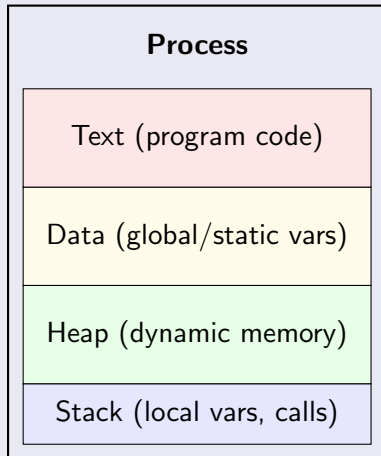 Process
Text (program code)
Data (global/static vars)
Heap (dynamic memory)
Stack (local vars, calls)